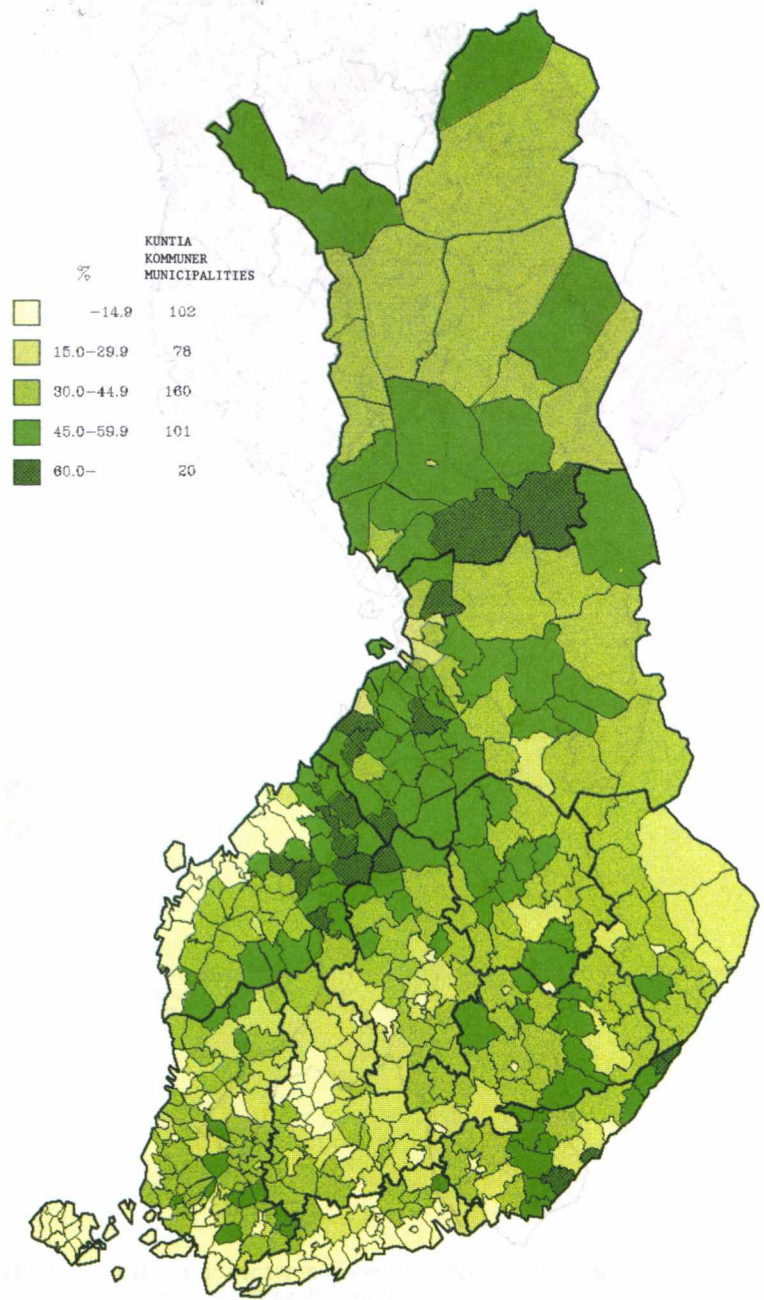 KUNTIA
KOMMUNER
% MUNICIPALITIES
-14.9 102
15.0-29.9 78
30.0-44.9 160
45.0-59.9 101
60.0- 20